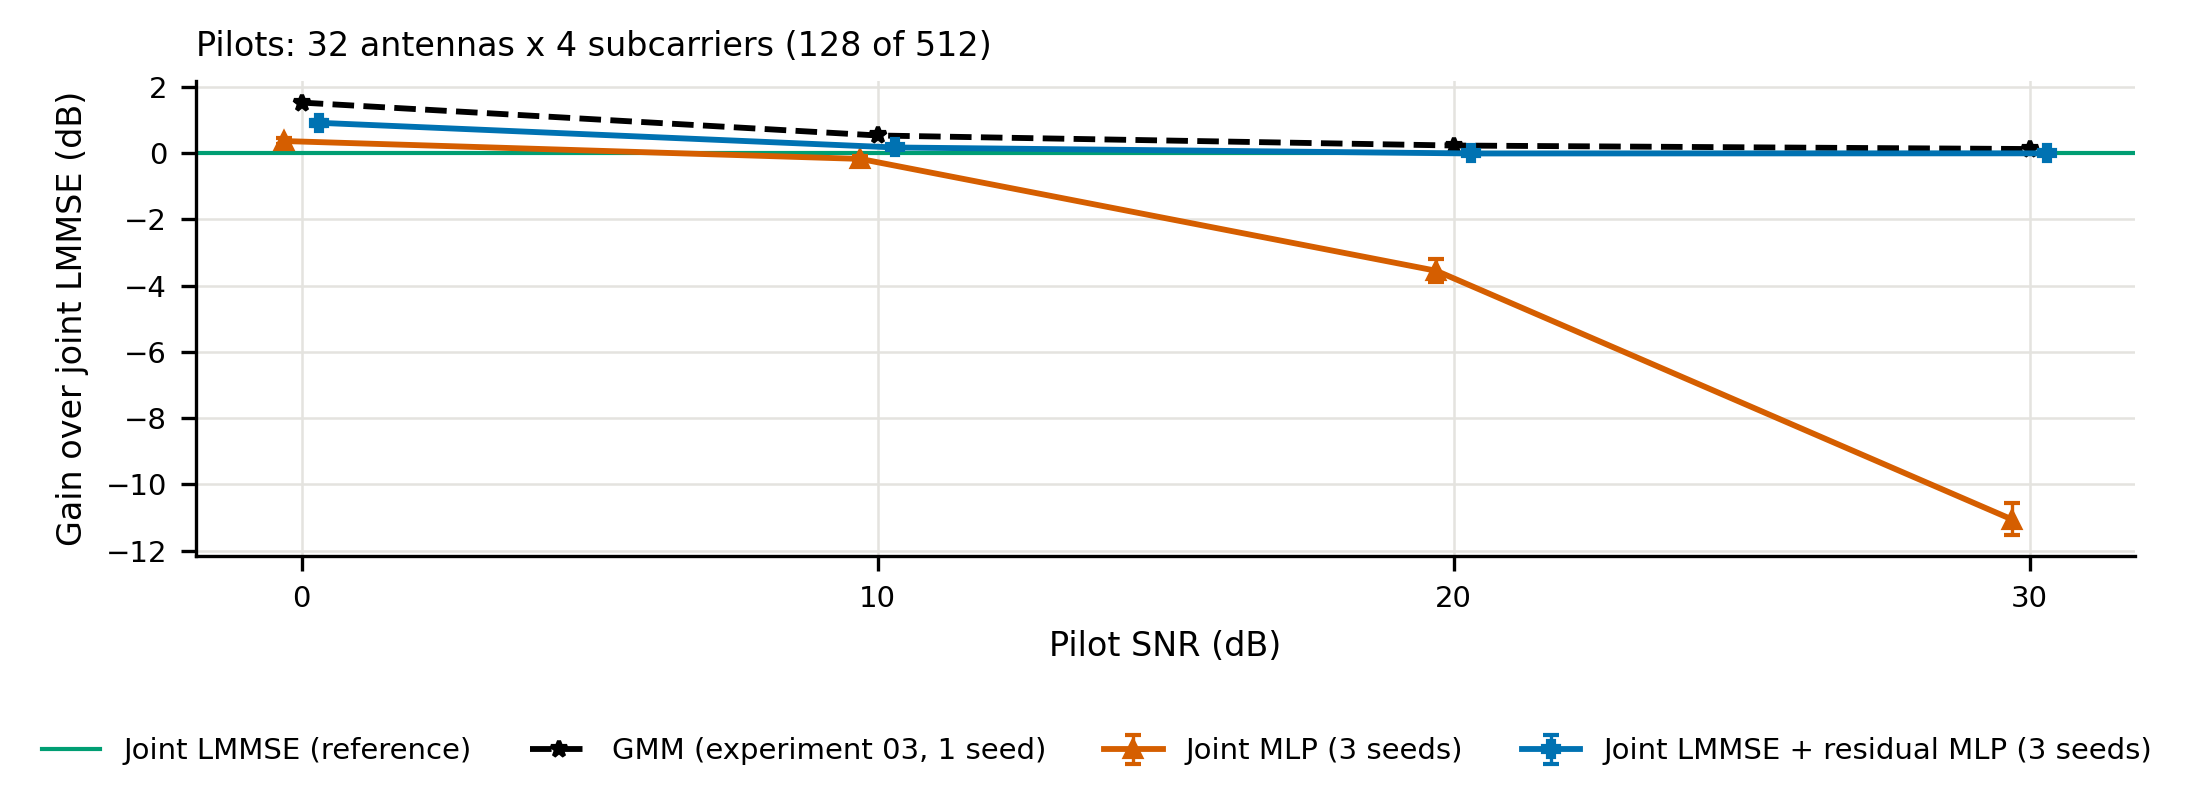 Pilots: 32 antennas x 4 subcarriers (128 of 512)
Gain over joint LMMSE (dB)
2
0
−2
−4
−6
−8
−10
−12
0 10 20 30
Pilot SNR (dB)
Joint LMMSE (reference) GMM (experiment 03, 1 seed) Joint MLP (3 seeds) Joint LMMSE + residual MLP (3 seeds)